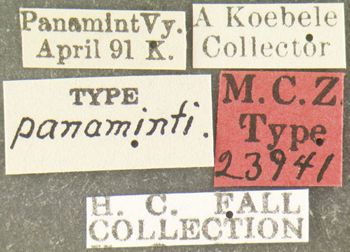 Panamint Vy.
April 91 K.
A Koebele
Collector
TYPE
panaminti.
M.C.Z.
Type
23941
H. C. FALL
COLLECTION